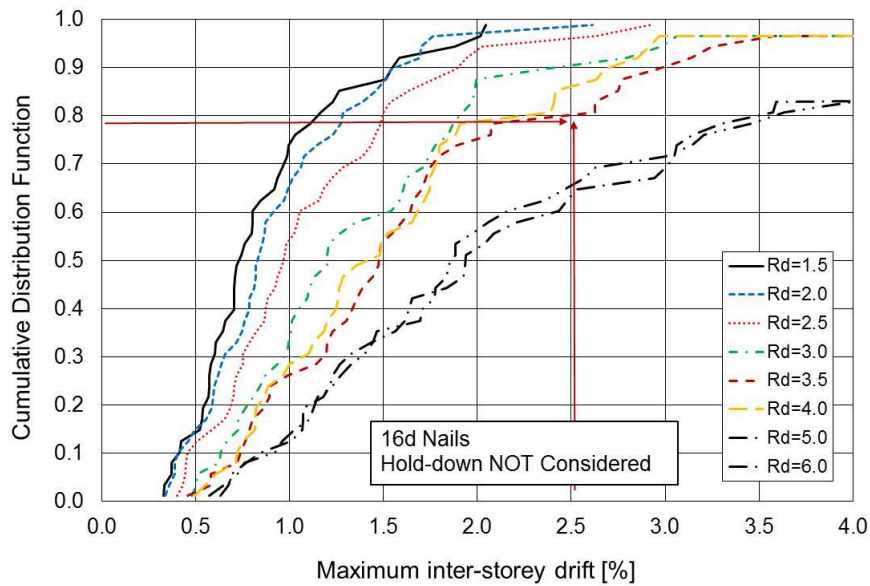 1.0
0.9
0.8
0.7
0.6
0.5
0.4
0.3
0.2
0.1
0.0
Cumulative Distribution Function
Rd=1.5
Rd=2.0
Rd=2.5
Rd=3.0
Rd=3.5
Rd=4.0
Rd=5.0
Rd=6.0
16d Nails
Hold-down NOT Considered
0.0 0.5 1.0 1.5 2.0 2.5 3.0 3.5 4.0
Maximum inter-storey drift [%]